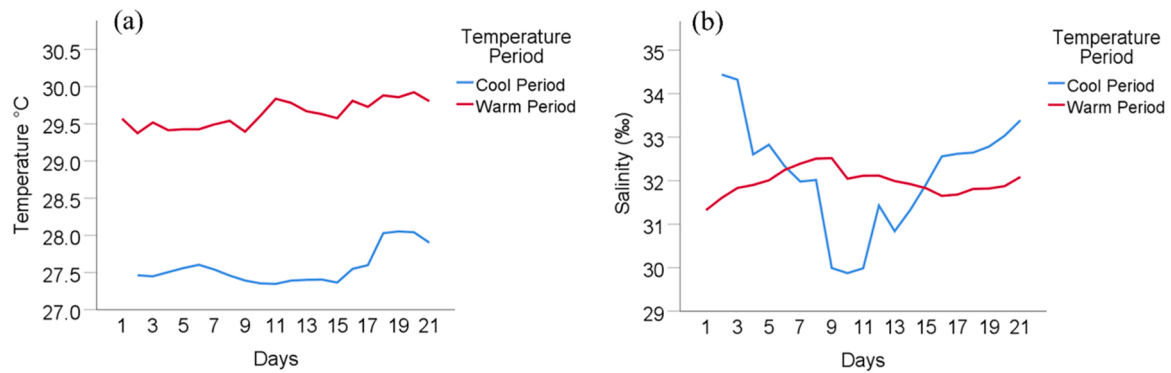 (a)
Temperature °C
30.5
30.0
29.5
29.0
28.5
28.0
27.5
27.0
1 3 5 7 9 11 13 15 17 19 21
Days
Temperature
Period
Cool Period
Warm Period
(b)
Salinity (‰)
35
34
33
32
31
30
29
1 3 5 7 9 11 13 15 17 19 21
Days
Temperature
Period
Cool Period
Warm Period